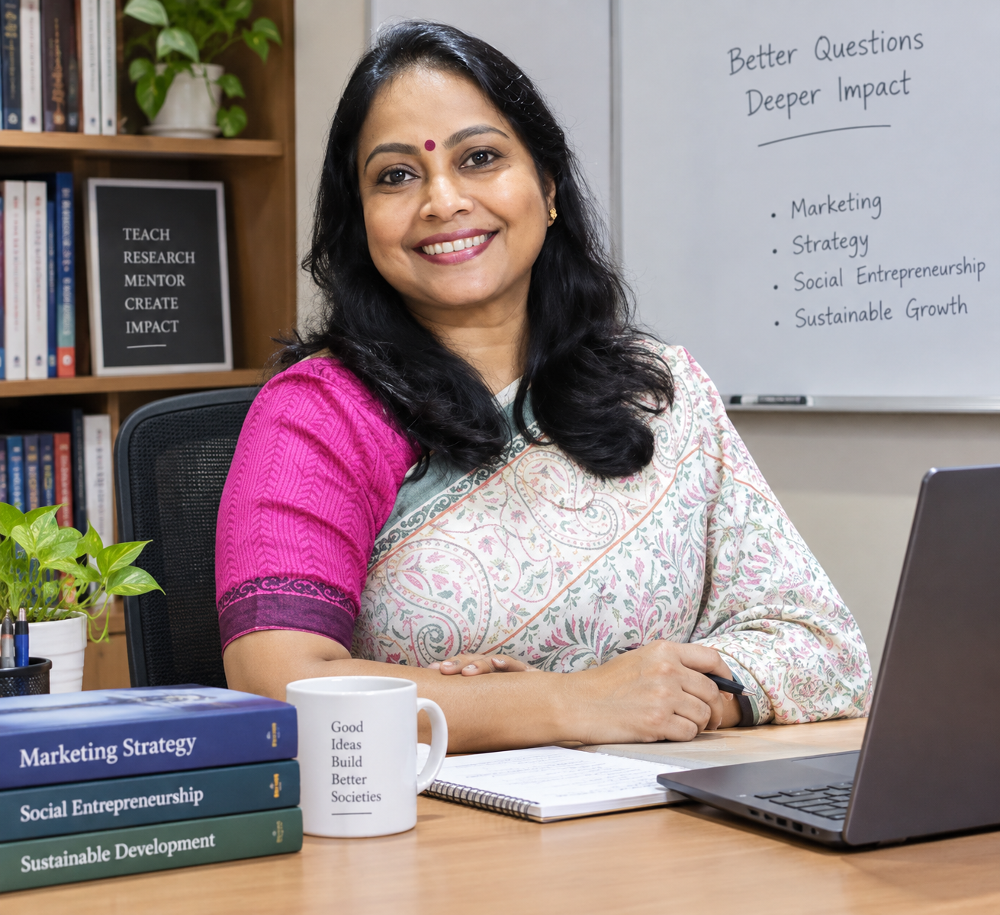 Better Questions
Deeper Impact
• Marketing
• Strategy
• Social Entrepreneurship
• Sustainable Growth
TEACH
RESEARCH
MENTOR
CREATE
IMPACT
Marketing Strategy
Social Entrepreneurship
Sustainable Development
Good
Ideas
Build
Better
Societies